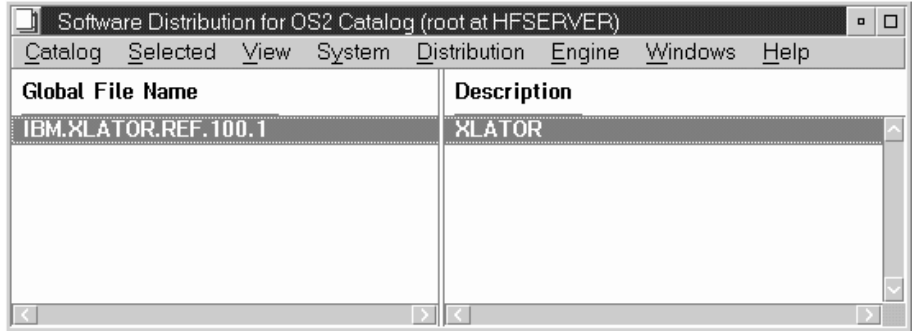 Software Distribution for OS2 Catalog (root at HFSERVER)
Catalog Selected View System Distribution Engine Windows Help
Global File Name Description
IBM.XLATOR.REF.100.1 XLATOR